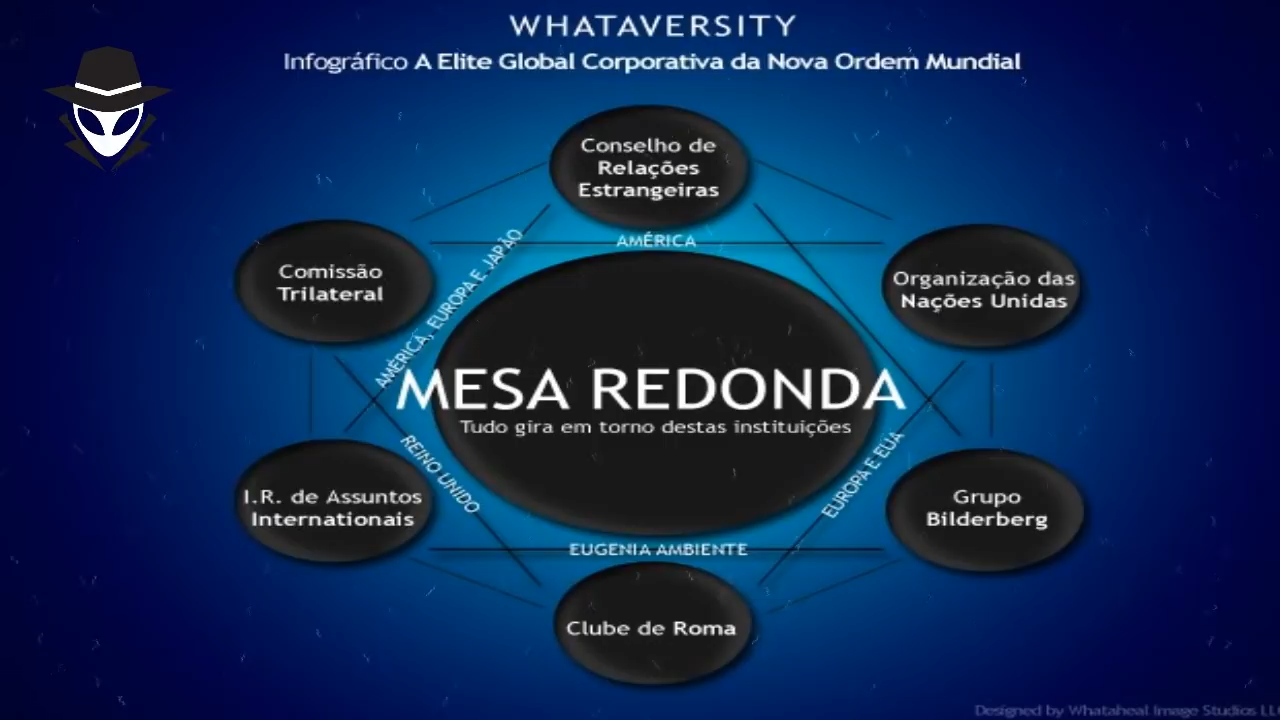 WHATAVERSITY
Infográfico A Elite Global Corporativa da Nova Ordem Mundial
Conselho de
Relações
Estrangeiras
AMÉRICA
Comissão
Trilateral
AMÉRICA, EUROPA E JAPÃO
Organização das
Nações Unidas
MESA REDONDA
Tudo gira em torno destas instituições
REINO UNIDO
EUROPA E EUA
I.R. de Assuntos
Internationais
Grupo
Bilderberg
EUGENIA AMBIENTE
Clube de Roma
Designed by Whataheal Image Studios LL